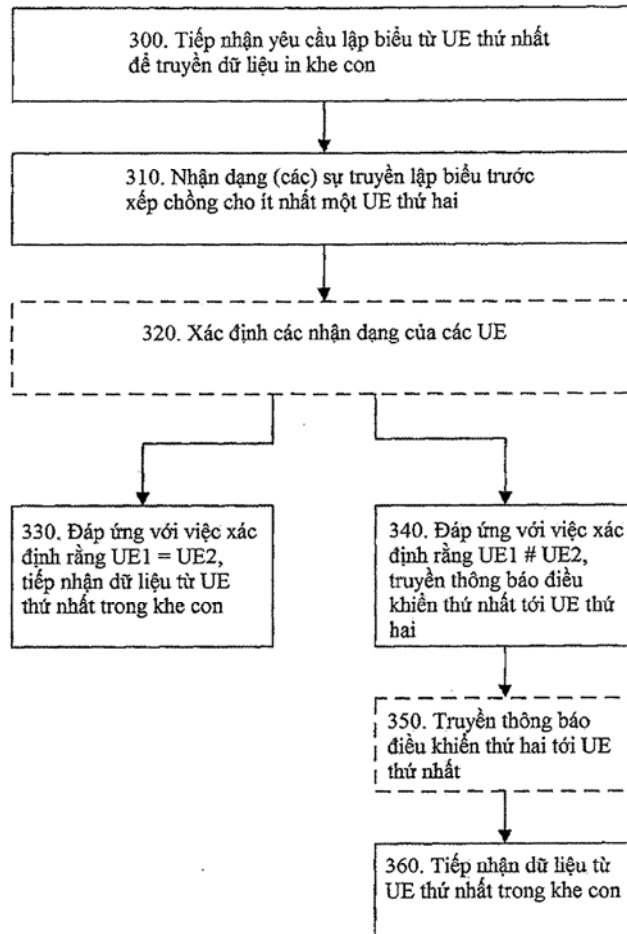 300. Tiếp nhận yêu cầu lập biểu từ UE thứ nhất
để truyền dữ liệu in khe con
310. Nhận dạng (các) sự truyền lập biểu trước
xếp chồng cho ít nhất một UE thứ hai
320. Xác định các nhận dạng của các UE
330. Đáp ứng với việc xác
định rằng UE1 = UE2,
tiếp nhận dữ liệu từ UE
thứ nhất trong khe con
340. Đáp ứng với việc xác
định rằng UE1 # UE2,
truyền thông báo điều
khiển thứ nhất tới UE thứ
hai
350. Truyền thông báo
điều khiển thứ hai tới UE
thứ nhất
360. Tiếp nhận dữ liệu từ
UE thứ nhất trong khe con